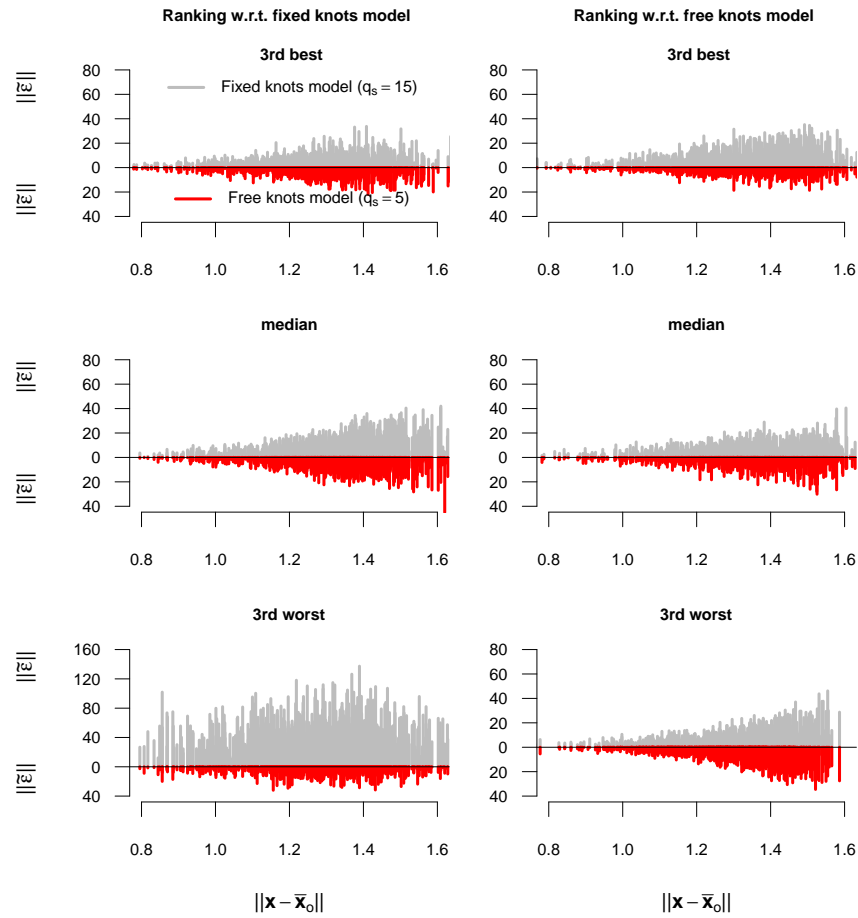 Ranking w.r.t. fixed knots model
Ranking w.r.t. free knots model
3rd best
3rd best
80
60
40
20
0
20
40
||ε̃||
||ε̃||
Fixed knots model (qₛ = 15)
Free knots model (qₛ = 5)
0.8 1.0 1.2 1.4 1.6
80
60
40
20
0
20
40
0.8 1.0 1.2 1.4 1.6
median
median
80
60
40
20
0
20
40
||ε̃||
||ε̃||
0.8 1.0 1.2 1.4 1.6
80
60
40
20
0
20
40
0.8 1.0 1.2 1.4 1.6
3rd worst
3rd worst
160
120
80
40
0
40
||ε̃||
||ε̃||
0.8 1.0 1.2 1.4 1.6
80
60
40
20
0
20
40
0.8 1.0 1.2 1.4 1.6
||x − x̅ₒ||
||x − x̅ₒ||